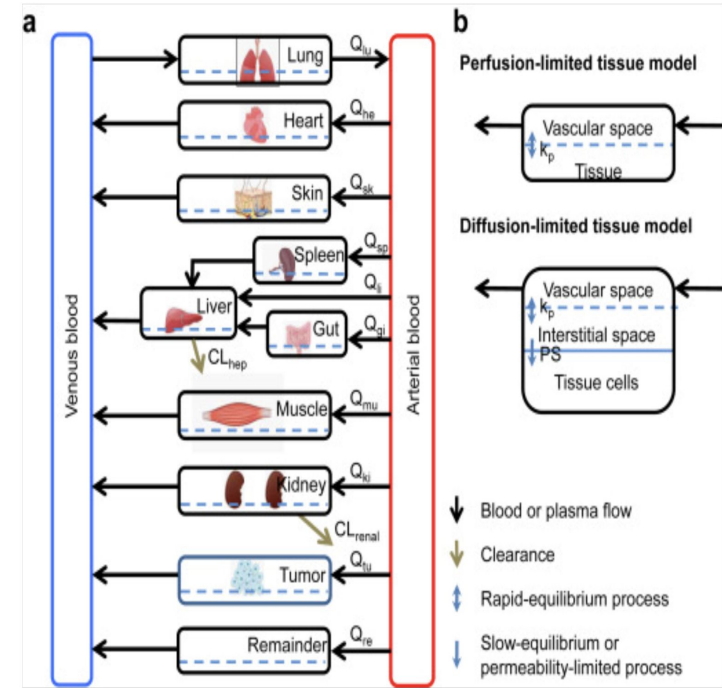 a
Venous blood
Arterial blood
Lung
Q_lu
Heart
Q_he
Skin
Q_sk
Spleen
Q_sp
Liver
Q_li
Gut
Q_gi
CL_hep
Muscle
Q_mu
Kidney
Q_ki
CL_renal
Tumor
Q_tu
Remainder
Q_re
b
Perfusion-limited tissue model
Vascular space
k_p
Tissue
Diffusion-limited tissue model
Vascular space
k_p
Interstitial space
PS
Tissue cells
Blood or plasma flow
Clearance
Rapid-equilibrium process
Slow-equilibrium or
permeability-limited process